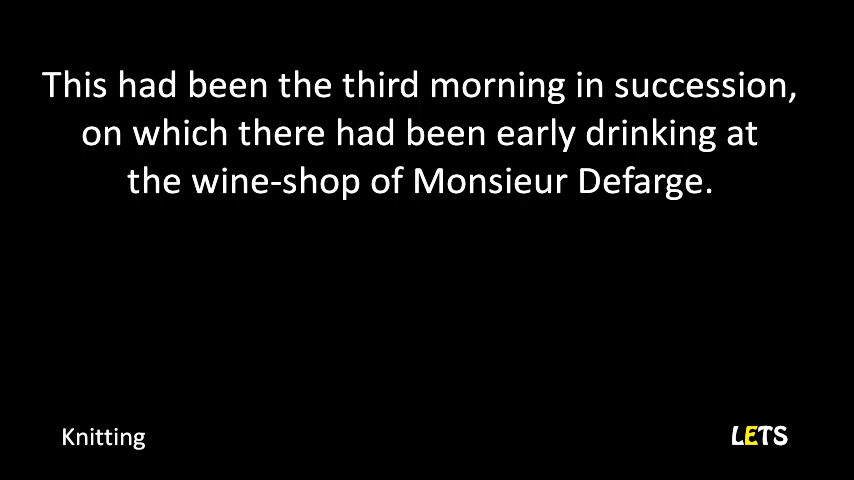 This had been the third morning in succession,
on which there had been early drinking at
the wine-shop of Monsieur Defarge.
Knitting
LETS